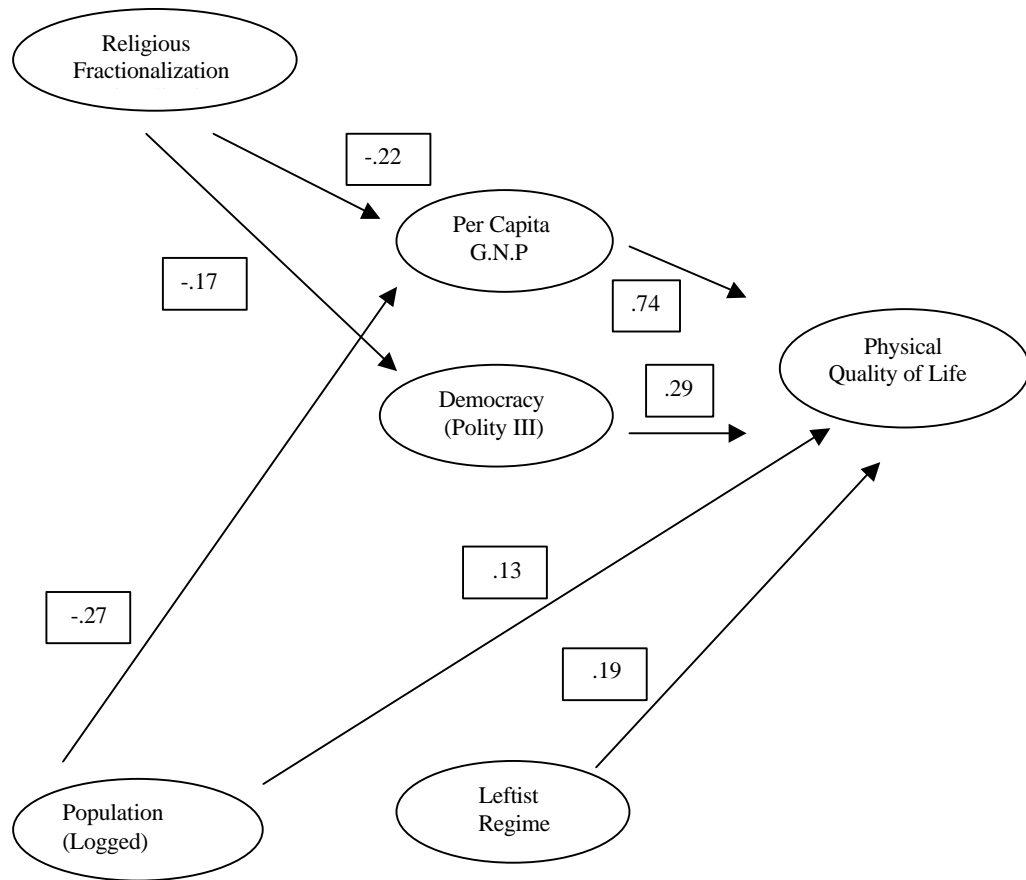 Religious
Fractionalization
-.22
Per Capita
G.N.P
-.17
.74
Physical
Quality of Life
Democracy
(Polity III)
.29
.13
-.27
.19
Population
(Logged)
Leftist
Regime